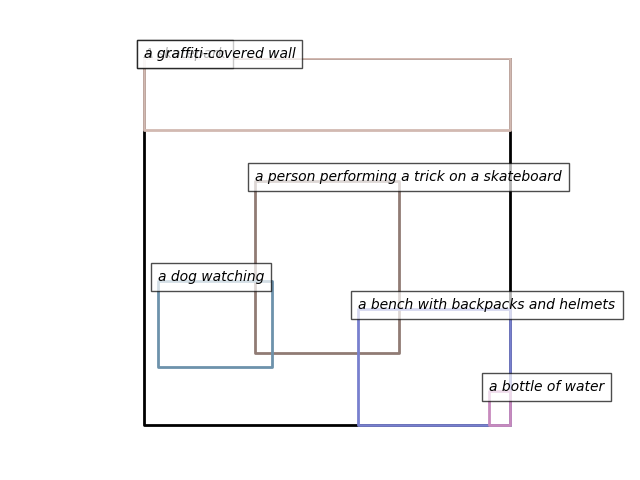 a graffiti-covered wall
a person performing a trick on a skateboard
a dog watching
a bench with backpacks and helmets
a bottle of water